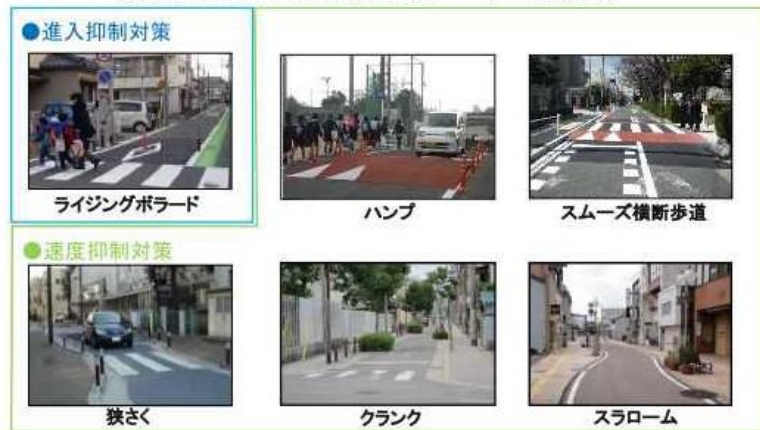 ●進入抑制対策
ライジングボラード
ハンプ
スムーズ横断歩道
●速度抑制対策
狭さく
クランク
スラローム